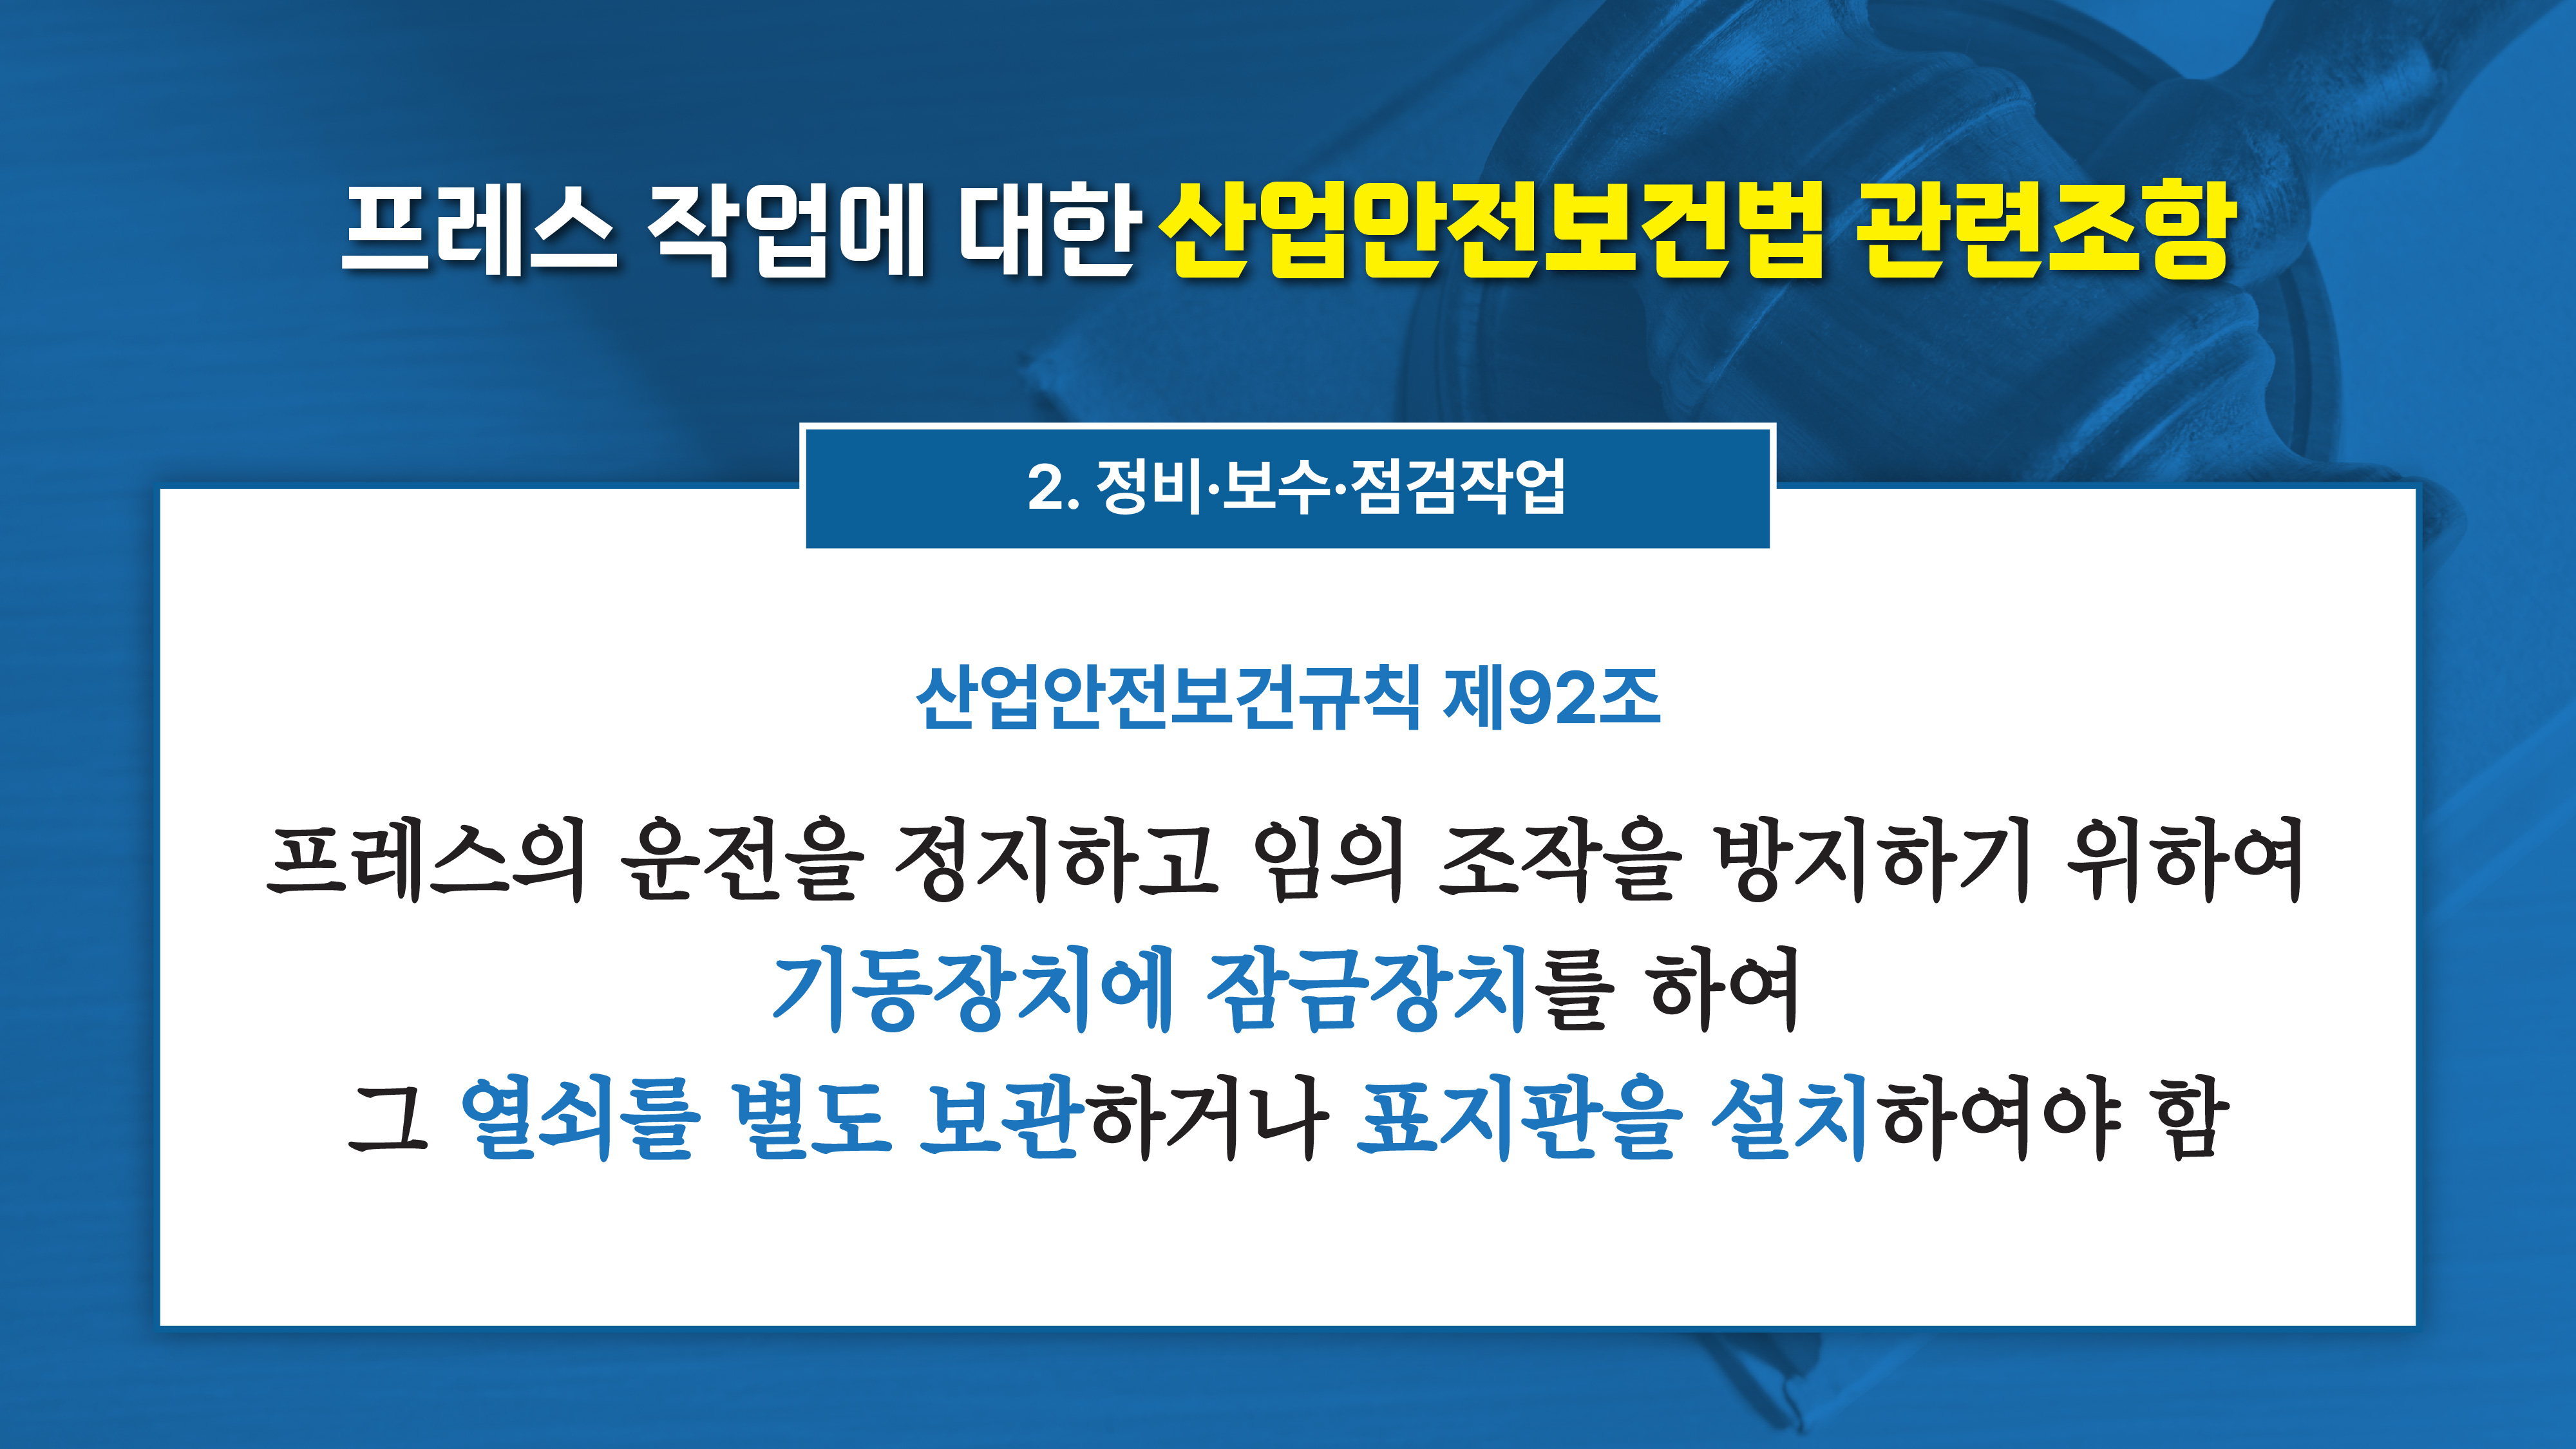 프레스 작업에 대한 산업안전보건법 관련조항
2. 정비·보수·점검작업
산업안전보건규칙 제92조
프레스의 운전을 정지하고 임의 조작을 방지하기 위하여
기동장치에 잠금장치를 하여
그 열쇠를 별도 보관하거나 표지판을 설치하여야 함